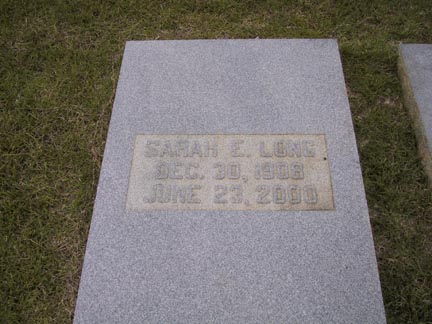 SARAH E. LONG
DEC. 30, 1908
JUNE 23, 2000